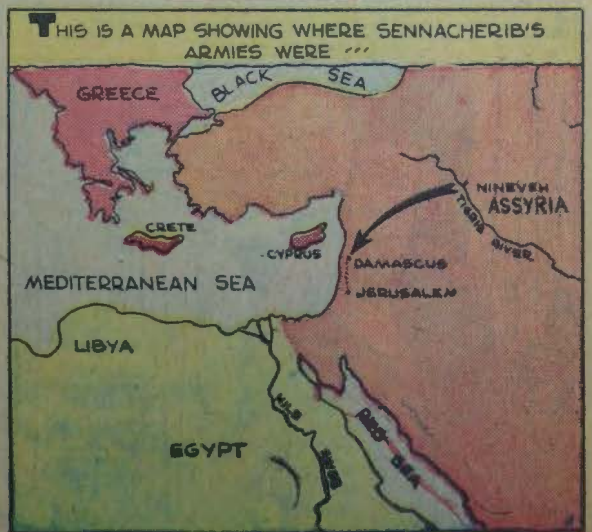 THIS IS A MAP SHOWING WHERE SENNACHERIB'S
ARMIES WERE ...
BLACK SEA
GREECE
NINEVEH
ASSYRIA
TIGRIS RIVER
CRETE
CYPRUS
DAMASCUS
MEDITERRANEAN SEA
JERUSALEM
LIBYA
NILE
RIVER
RED
SEA
EGYPT